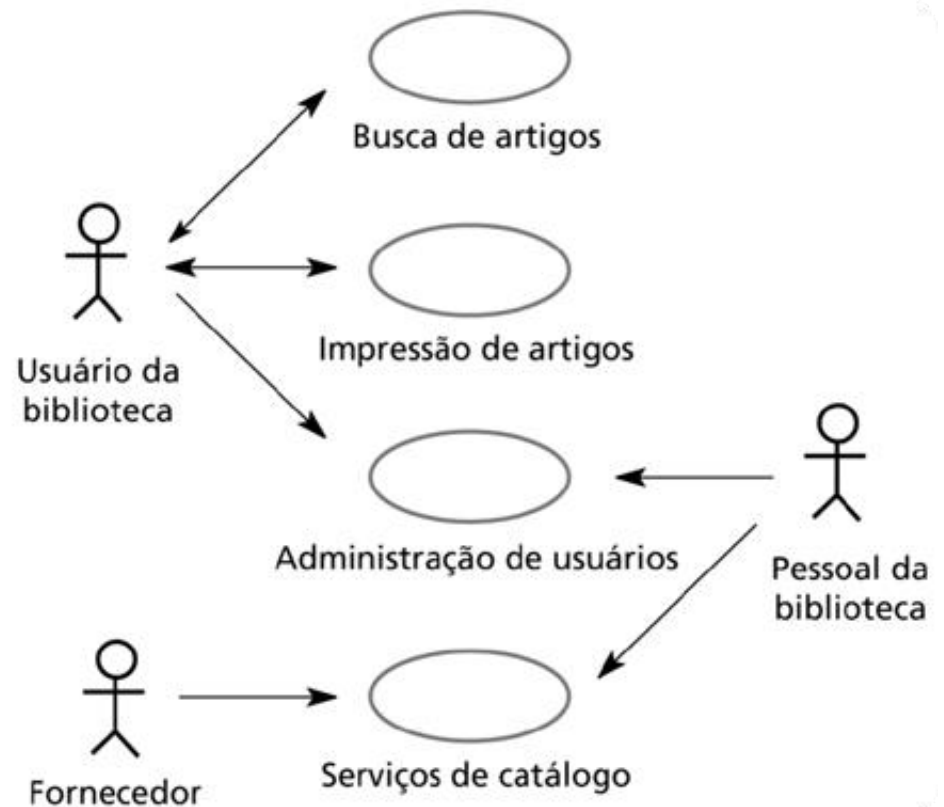 Busca de artigos
Impressão de artigos
Usuário da
biblioteca
Administração de usuários
Pessoal da
biblioteca
Serviços de catálogo
Fornecedor